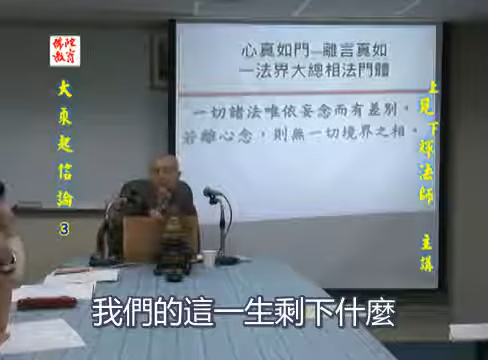 佛陀
教育
大乘起信論3
心真如門—離言真如
一法界大總相法門體
一切諸法唯依妄念而有差別，
若離心念，則無一切境界之相。
上見下輝法師 主講
我們的這一生剩下什麼